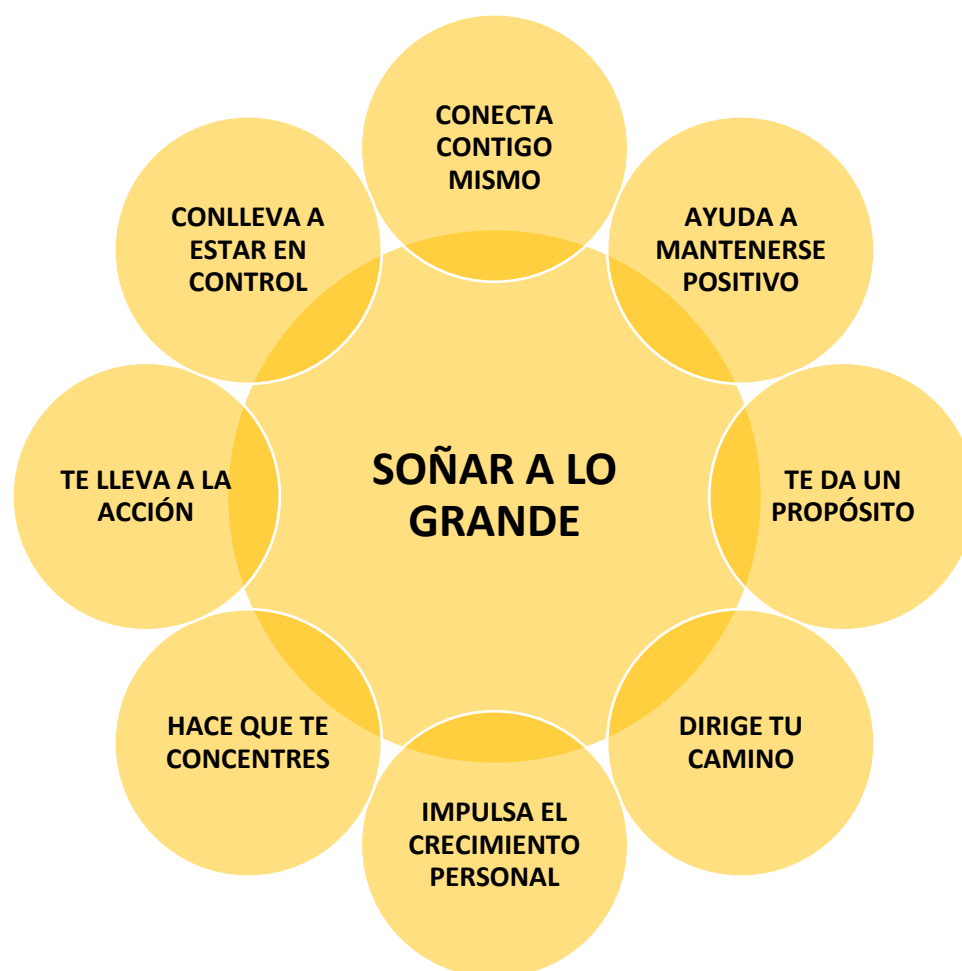 CONECTA
CONTIGO
MISMO
AYUDA A
MANTENERSE
POSITIVO
TE DA UN
PROPÓSITO
DIRIGE TU
CAMINO
IMPULSA EL
CRECIMIENTO
PERSONAL
HACE QUE TE
CONCENTRES
TE LLEVA A LA
ACCIÓN
CONLLEVA A
ESTAR EN
CONTROL
SOÑAR A LO
GRANDE